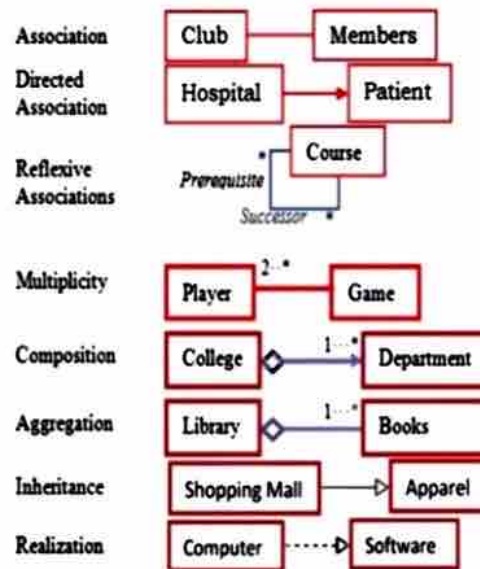 Association Club Members
Directed
Association Hospital Patient
Course
Reflexive
Associations
* Prerequisite
Successor *
Multiplicity Player 2...* Game
Composition College 1...* Department
Aggregation Library 1...* Books
Inheritance Shopping Mall Apparel
Realization Computer Software